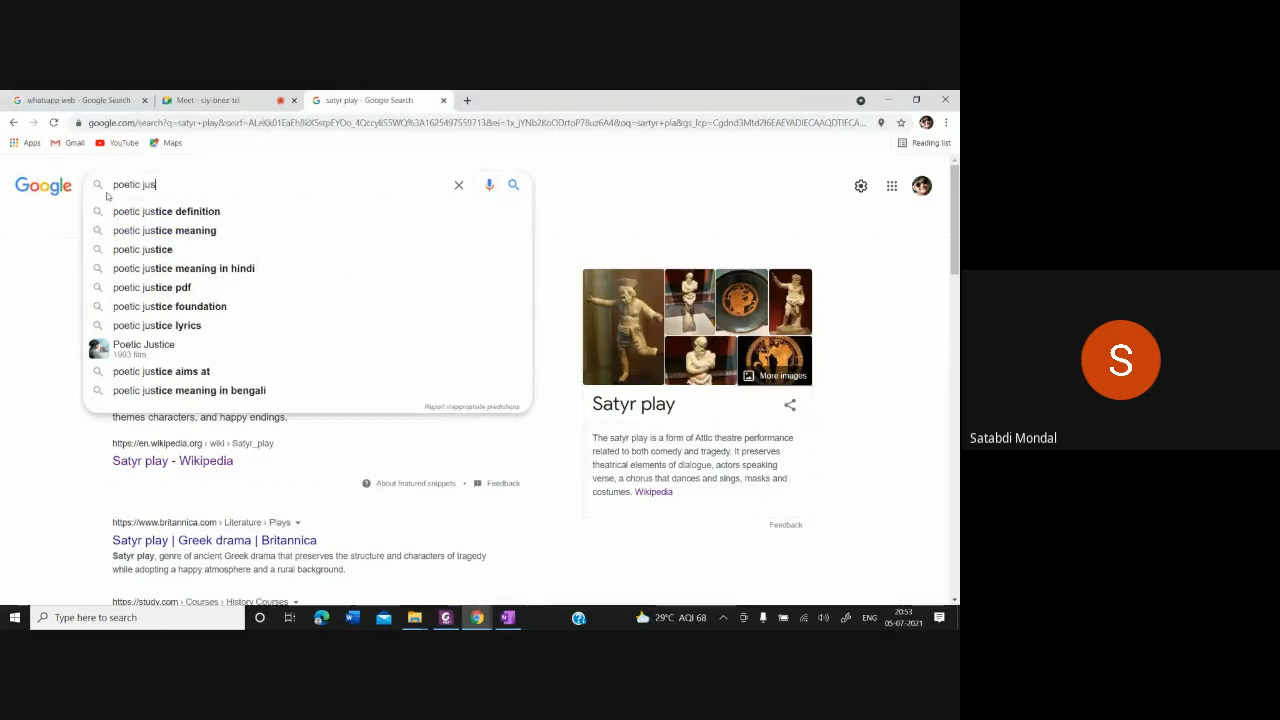 whatsapp web - Google Search
Meet - ciy-bnez-tci
satyr play - Google Search
Apps
Gmail
YouTube
Maps
Reading list
Google
poetic jus
poetic justice definition
poetic justice meaning
poetic justice
poetic justice meaning in hindi
poetic justice pdf
poetic justice foundation
poetic justice lyrics
Poetic Justice
1993 film
poetic justice aims at
poetic justice meaning in bengali
Report inappropriate predictions
themes characters, and happy endings.
https://en.wikipedia.org › wiki › Satyr_play
Satyr play - Wikipedia
About featured snippets
Feedback
https://www.britannica.com › Literature › Plays
Satyr play | Greek drama | Britannica
Satyr play, genre of ancient Greek drama that preserves the structure and characters of tragedy
while adopting a happy atmosphere and a rural background.
https://study.com › Courses › History Courses
More images
Satyr play
The satyr play is a form of Attic theatre performance
related to both comedy and tragedy. It preserves
theatrical elements of dialogue, actors speaking
verse, a chorus that dances and sings, masks and
costumes. Wikipedia
Feedback
S
Satabdi Mondal
Type here to search
29°C AQI 68
ENG
20:53
05-07-2021